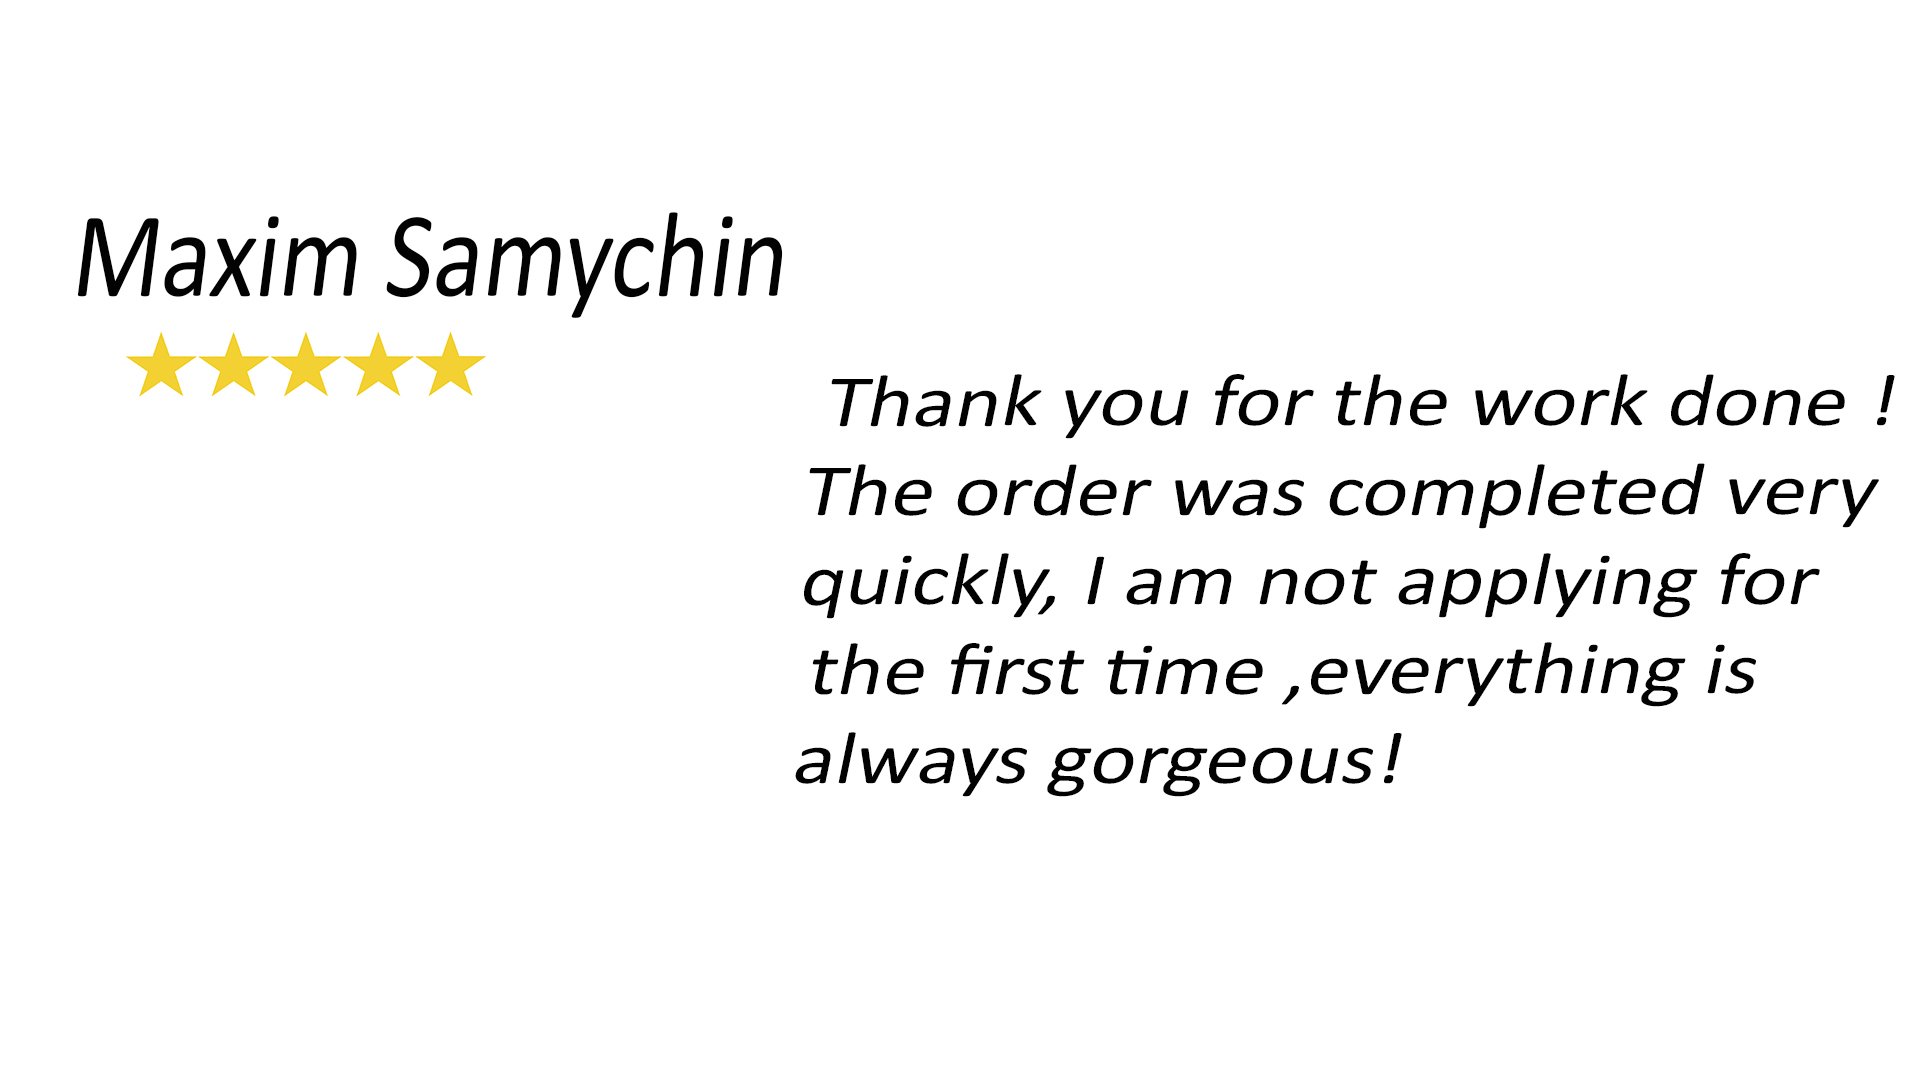 Maxim Samychin
Thank you for the work done !
The order was completed very
quickly, I am not applying for
the first time ,everything is
always gorgeous!